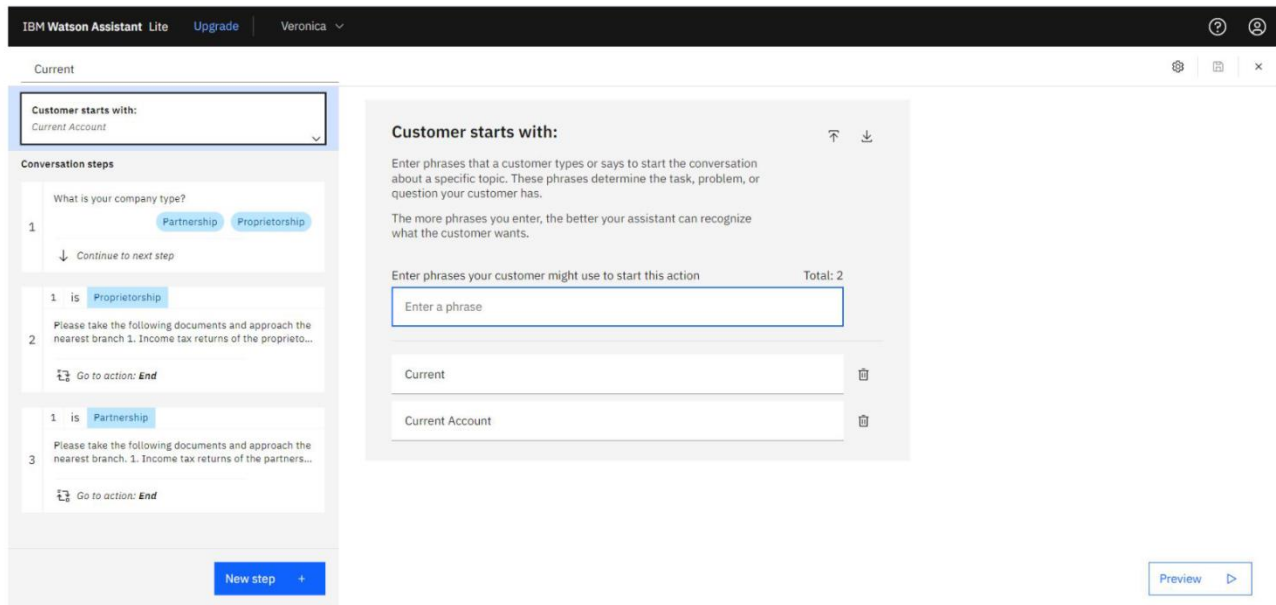 IBM Watson Assistant Lite Upgrade Veronica
Current
Customer starts with:
Current Account
Conversation steps
1
What is your company type?
Partnership Proprietorship
Continue to next step
2
1 is Proprietorship
Please take the following documents and approach the
nearest branch 1. Income tax returns of the proprieto...
Go to action: End
3
1 is Partnership
Please take the following documents and approach the
nearest branch. 1. Income tax returns of the partners...
Go to action: End
New step +
Customer starts with:
Enter phrases that a customer types or says to start the conversation
about a specific topic. These phrases determine the task, problem, or
question your customer has.
The more phrases you enter, the better your assistant can recognize
what the customer wants.
Enter phrases your customer might use to start this action Total: 2
Enter a phrase
Current
Current Account
Preview